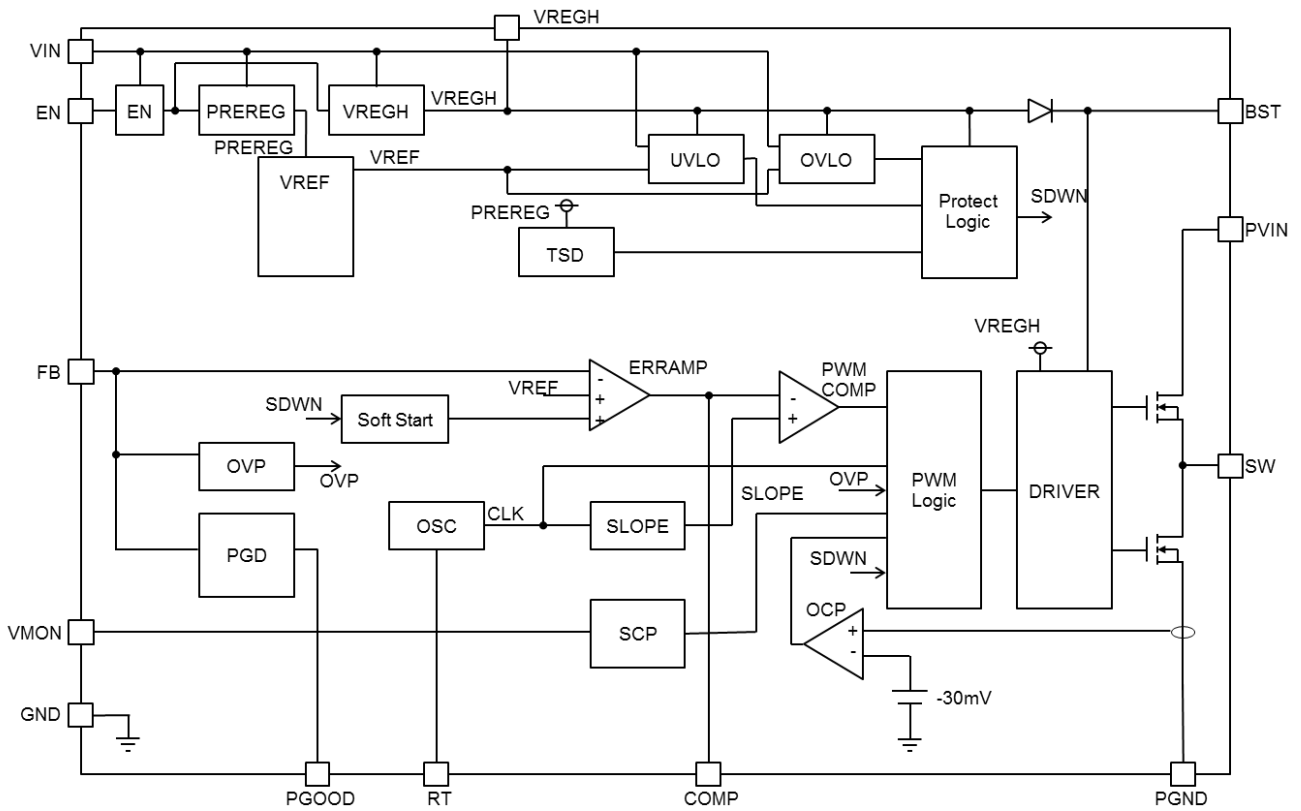 VREGH
VIN
EN
EN
PREREG
VREGH
VREGH
BST
PREREG
VREF
VREF
UVLO
OVLO
Protect
Logic
SDWN
PREREG
TSD
PVIN
VREGH
FB
ERRAMP
PWM
COMP
-
VREF
+
+
-
+
SDWN
Soft Start
OVP
OVP
OVP
SLOPE
PWM
Logic
DRIVER
SW
OSC
CLK
SLOPE
PGD
SDWN
OCP
VMON
SCP
+
-
-30mV
GND
PGOOD
RT
COMP
PGND